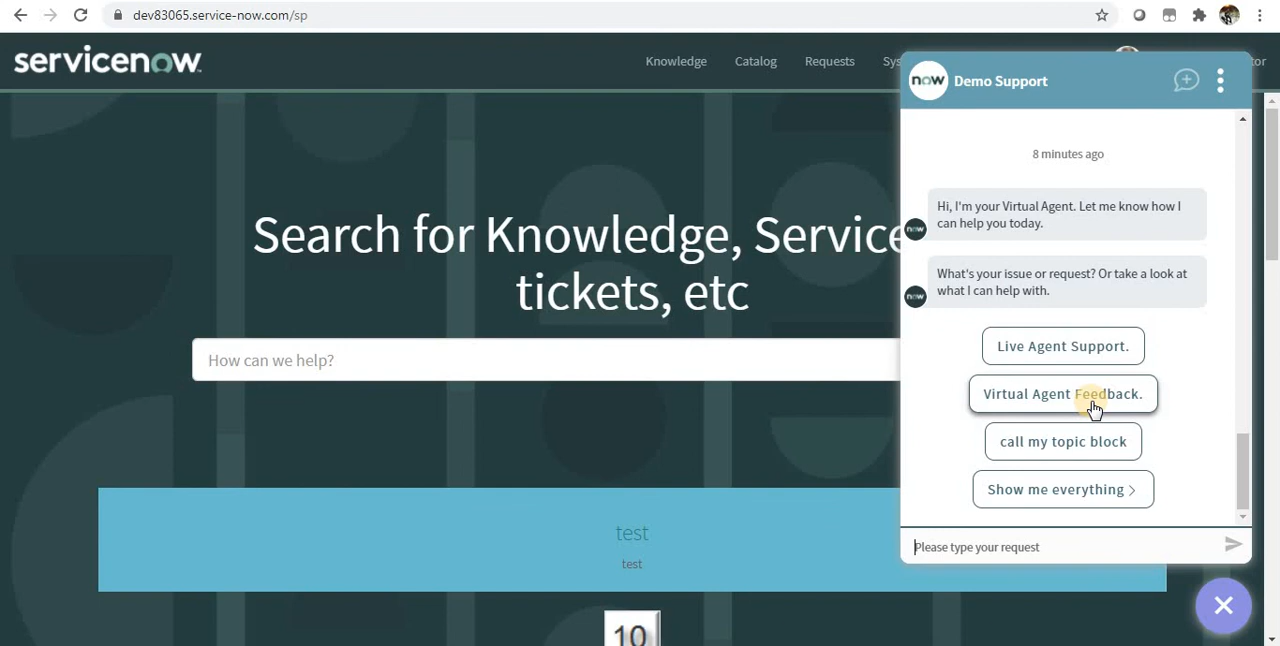 dev83065.service-now.com/sp
servicenow
Knowledge Catalog Requests
now Demo Support
8 minutes ago
Hi, I'm your Virtual Agent. Let me know how I
can help you today.
now
What's your issue or request? Or take a look at
what I can help with.
now
Live Agent Support.
Virtual Agent Feedback.
call my topic block
Show me everything >
Please type your request
Search for Knowledge, Service
tickets, etc
How can we help?
test
test
10